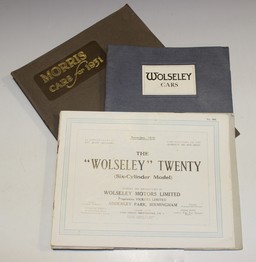 MORRIS
CARS for 1931
WOLSELEY
CARS
THE
"WOLSELEY" TWENTY
(Six-Cylinder Model)
WOLSELEY MOTORS LIMITED
ADDERLEY PARK, BIRMINGHAM